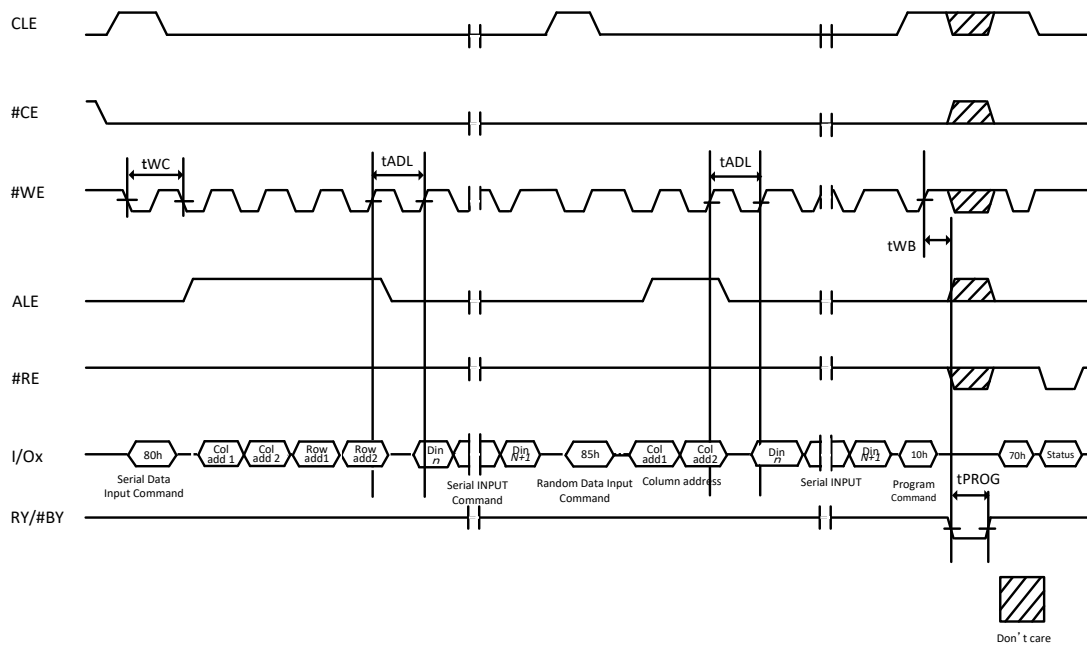 CLE
#CE
tWC
tADL
tADL
#WE
tWB
ALE
#RE
I/Ox
80h
Col add 1
Col add 2
Row add1
Row add2
Din n
Din N+1
85h
Col add1
Col add2
Din n
Din N+1
10h
70h
Status
Serial Data
Input Command
Serial INPUT
Command
Random Data Input
Command
Column address
Serial INPUT
Program
Command
tPROG
RY/#BY
Don't care